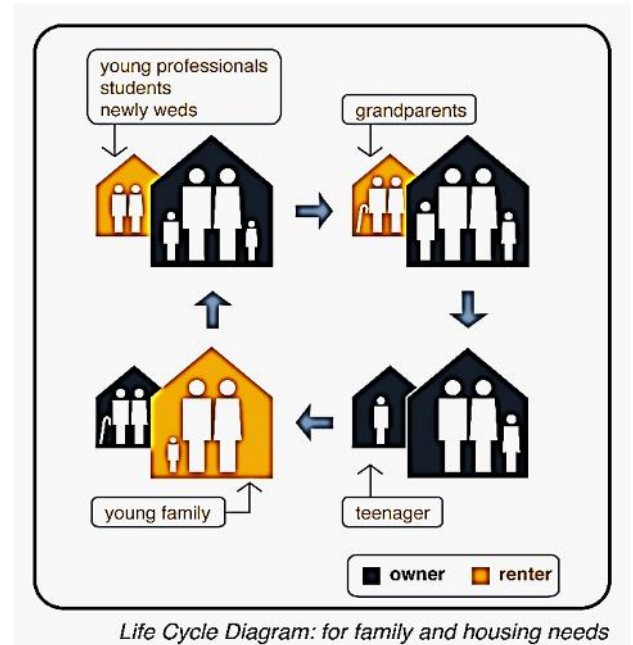 young professionals
students
newly weds
grandparents
young family
teenager
owner
renter
Life Cycle Diagram: for family and housing needs